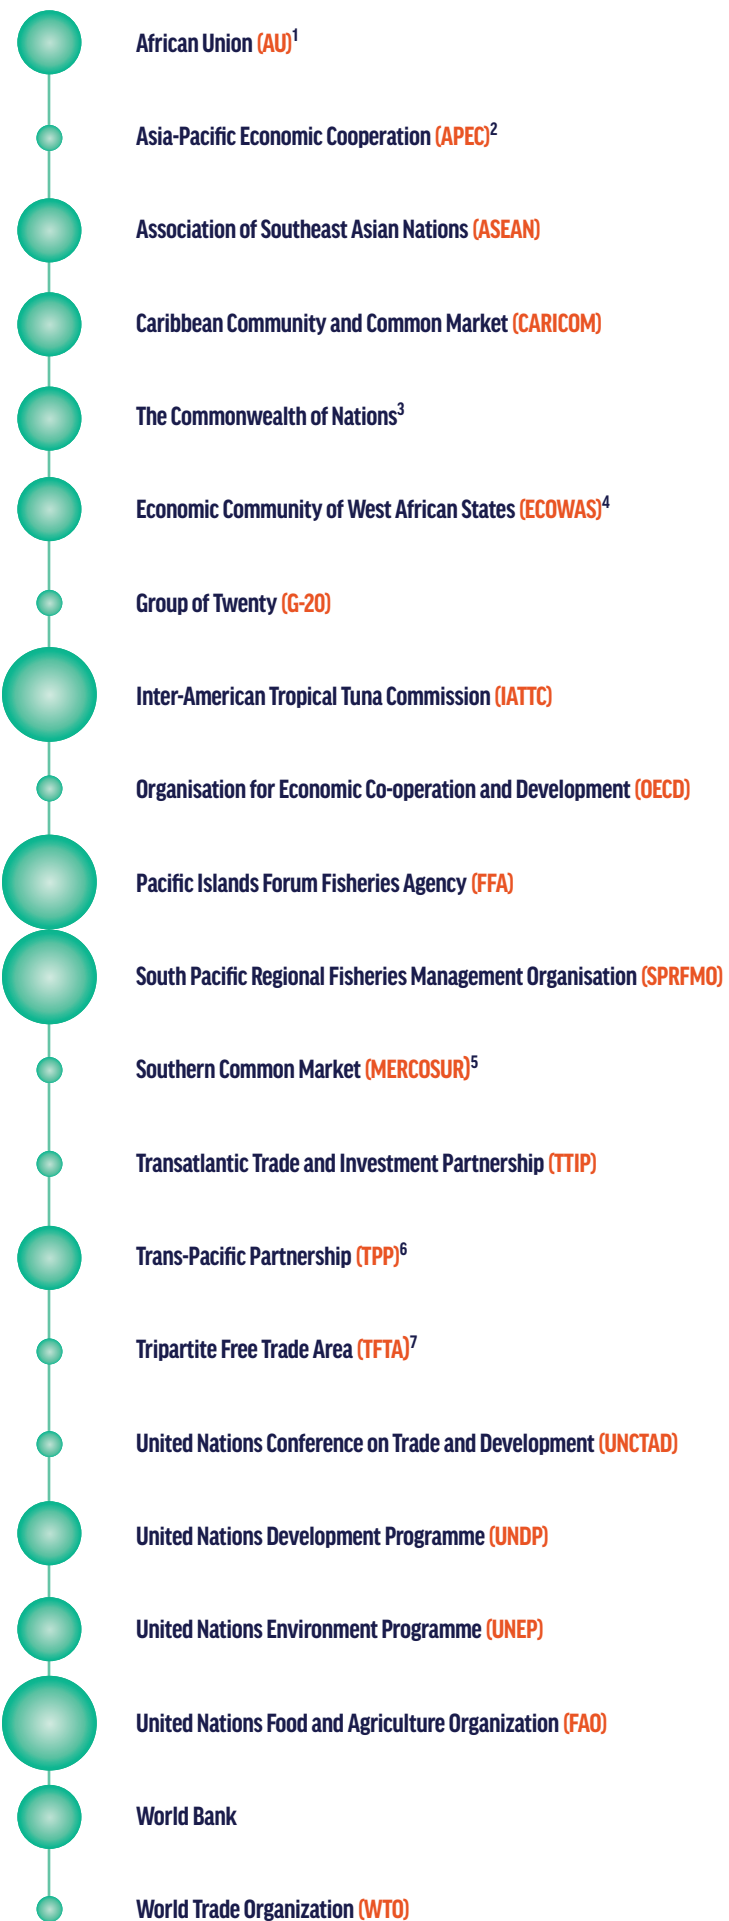 African Union (AU)¹
Asia-Pacific Economic Cooperation (APEC)²
Association of Southeast Asian Nations (ASEAN)
Caribbean Community and Common Market (CARICOM)
The Commonwealth of Nations³
Economic Community of West African States (ECOWAS)⁴
Group of Twenty (G-20)
Inter-American Tropical Tuna Commission (IATTC)
Organisation for Economic Co-operation and Development (OECD)
Pacific Islands Forum Fisheries Agency (FFA)
South Pacific Regional Fisheries Management Organisation (SPRFMO)
Southern Common Market (MERCOSUR)⁵
Transatlantic Trade and Investment Partnership (TTIP)
Trans-Pacific Partnership (TPP)⁶
Tripartite Free Trade Area (TFTA)⁷
United Nations Conference on Trade and Development (UNCTAD)
United Nations Development Programme (UNDP)
United Nations Environment Programme (UNEP)
United Nations Food and Agriculture Organization (FAO)
World Bank
World Trade Organization (WTO)